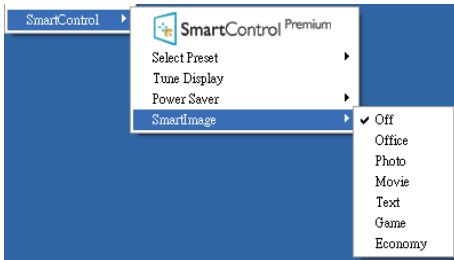 SmartControl
SmartControl Premium
Select Preset
Tune Display
Power Saver
SmartImage
Off
Office
Photo
Movie
Text
Game
Economy